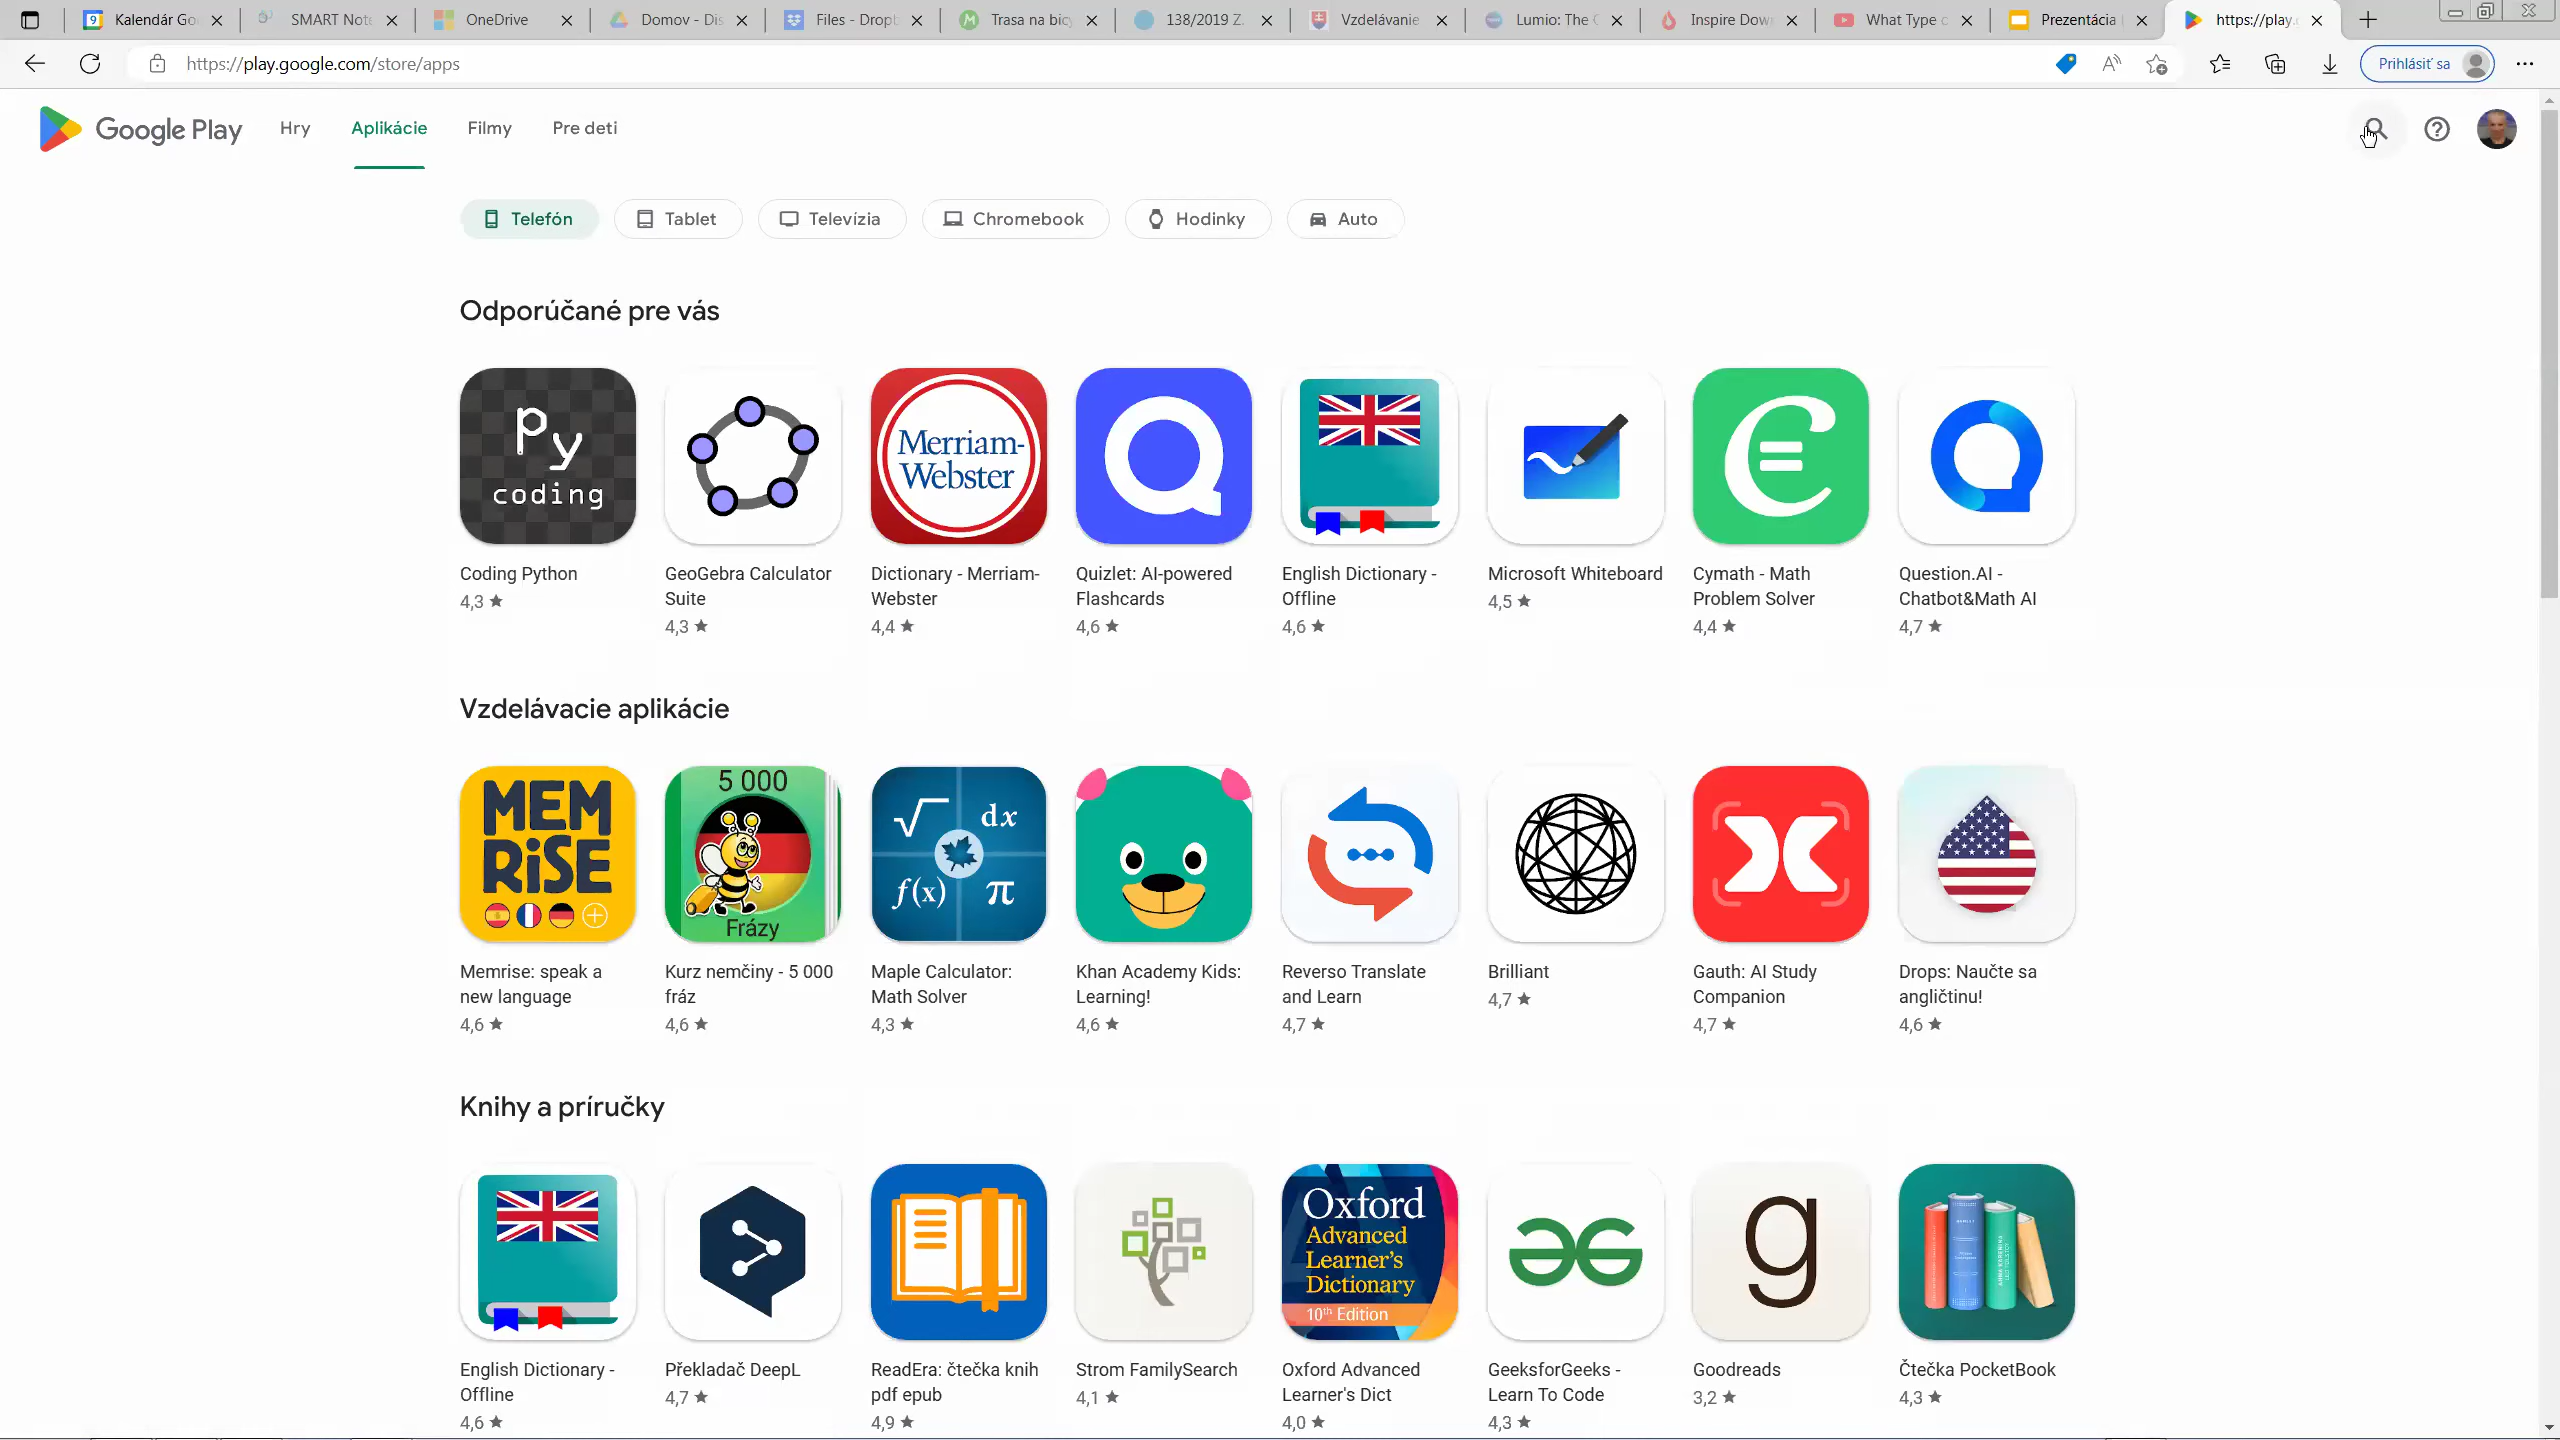 Kalendár Go
SMART Note
OneDrive
Domov - Dis
Files - Dropb
Trasa na bicy
138/2019 Z.
Vzdelávanie
Lumio: The
Inspire Dow
What Type o
Prezentácia
https://play.
https://play.google.com/store/apps
Prihlásiť sa
Google Play
Hry
Aplikácie
Filmy
Pre deti
Telefón
Tablet
Televízia
Chromebook
Hodinky
Auto
Odporúčané pre vás
Py
coding
Merriam-
Webster
Coding Python
4,3 ★
GeoGebra Calculator
Suite
4,3 ★
Dictionary - Merriam-
Webster
4,4 ★
Quizlet: AI-powered
Flashcards
4,6 ★
English Dictionary -
Offline
4,6 ★
Microsoft Whiteboard
4,5 ★
Cymath - Math
Problem Solver
4,4 ★
Question.AI -
Chatbot&Math AI
4,7 ★
Vzdelávacie aplikácie
MEM
RiSE
5 000
Frázy
√ dx
f(x) π
Memrise: speak a
new language
4,6 ★
Kurz nemčiny - 5 000
fráz
4,6 ★
Maple Calculator:
Math Solver
4,3 ★
Khan Academy Kids:
Learning!
4,6 ★
Reverso Translate
and Learn
4,7 ★
Brilliant
4,7 ★
Gauth: AI Study
Companion
4,7 ★
Drops: Naučte sa
angličtinu!
4,6 ★
Knihy a príručky
Oxford
Advanced
Learner's
Dictionary
10th Edition
g
English Dictionary -
Offline
4,6 ★
Překladač DeepL
4,7 ★
ReadEra: čtečka knih
pdf epub
4,9 ★
Strom FamilySearch
4,1 ★
Oxford Advanced
Learner's Dict
4,0 ★
GeeksforGeeks -
Learn To Code
4,3 ★
Goodreads
3,2 ★
Čtečka PocketBook
4,3 ★